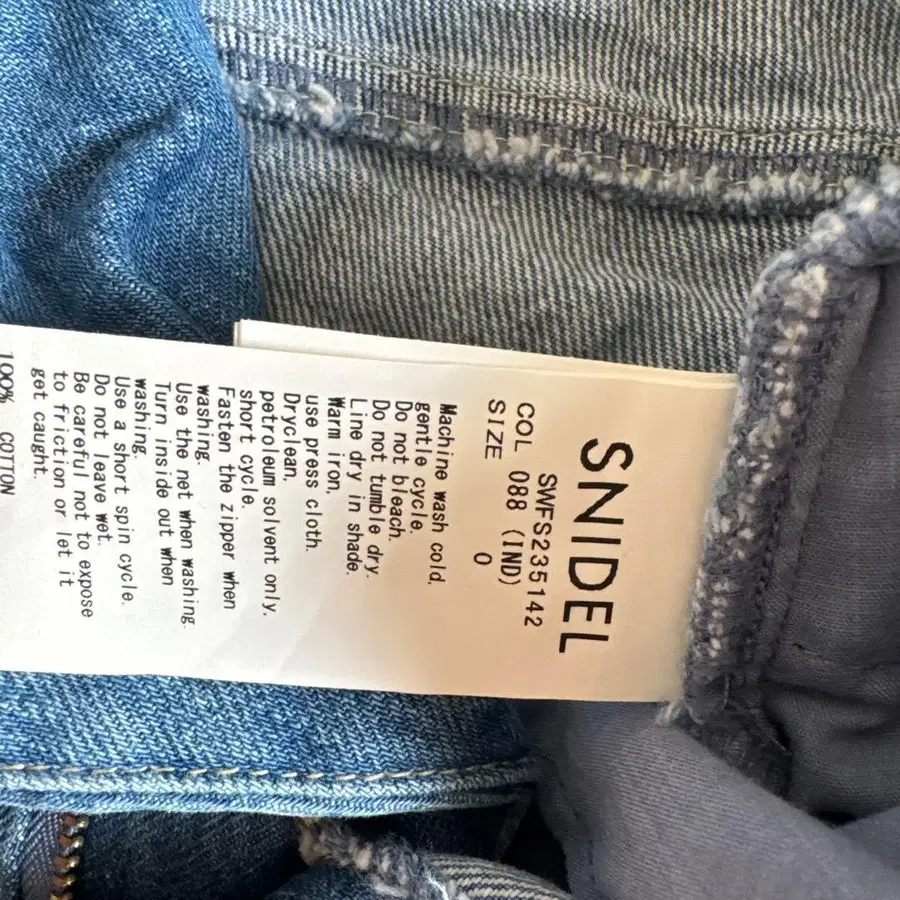 SNIDEL
SWFS235142
COL 088 (IND)
SIZE 0
Machine wash cold,
gentle cycle.
Do not bleach.
Do not tumble dry.
Line dry in shade.
Warm iron,
use press cloth.
Dryclean,
petroleum solvent only.
short cycle.
Fasten the zipper when
washing.
Use the net when washing.
Turn inside out when
washing.
Use a short spin cycle.
Do not leave wet.
Be careful not to expose
to friction or let it
get caught.
100% COTTON